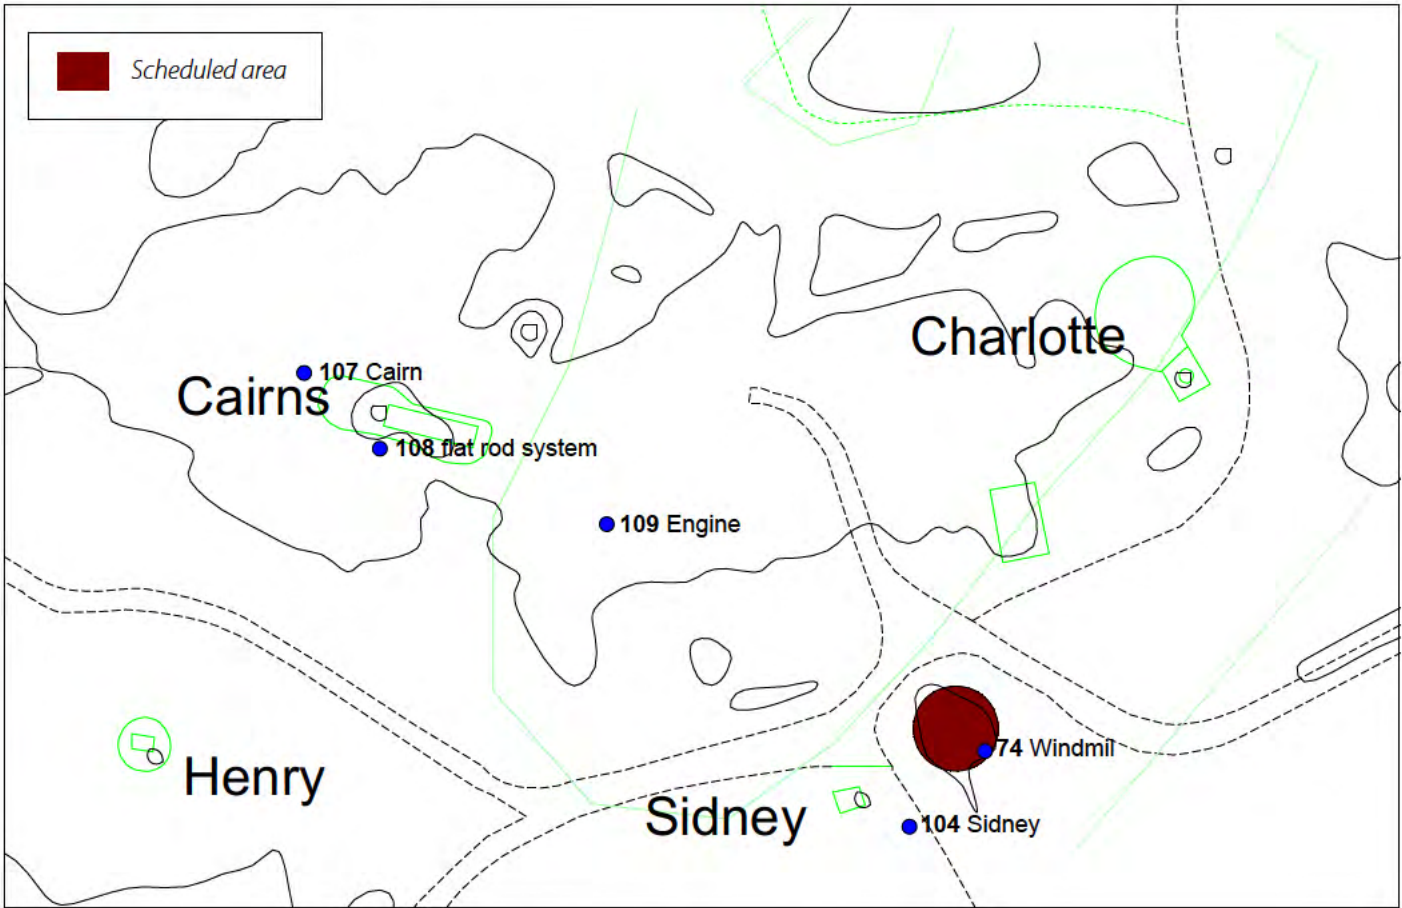 Scheduled area
Charlotte
107 Cairn
Cairns
108 flat rod system
109 Engine
74 Windmil
Henry
Sidney
104 Sidney